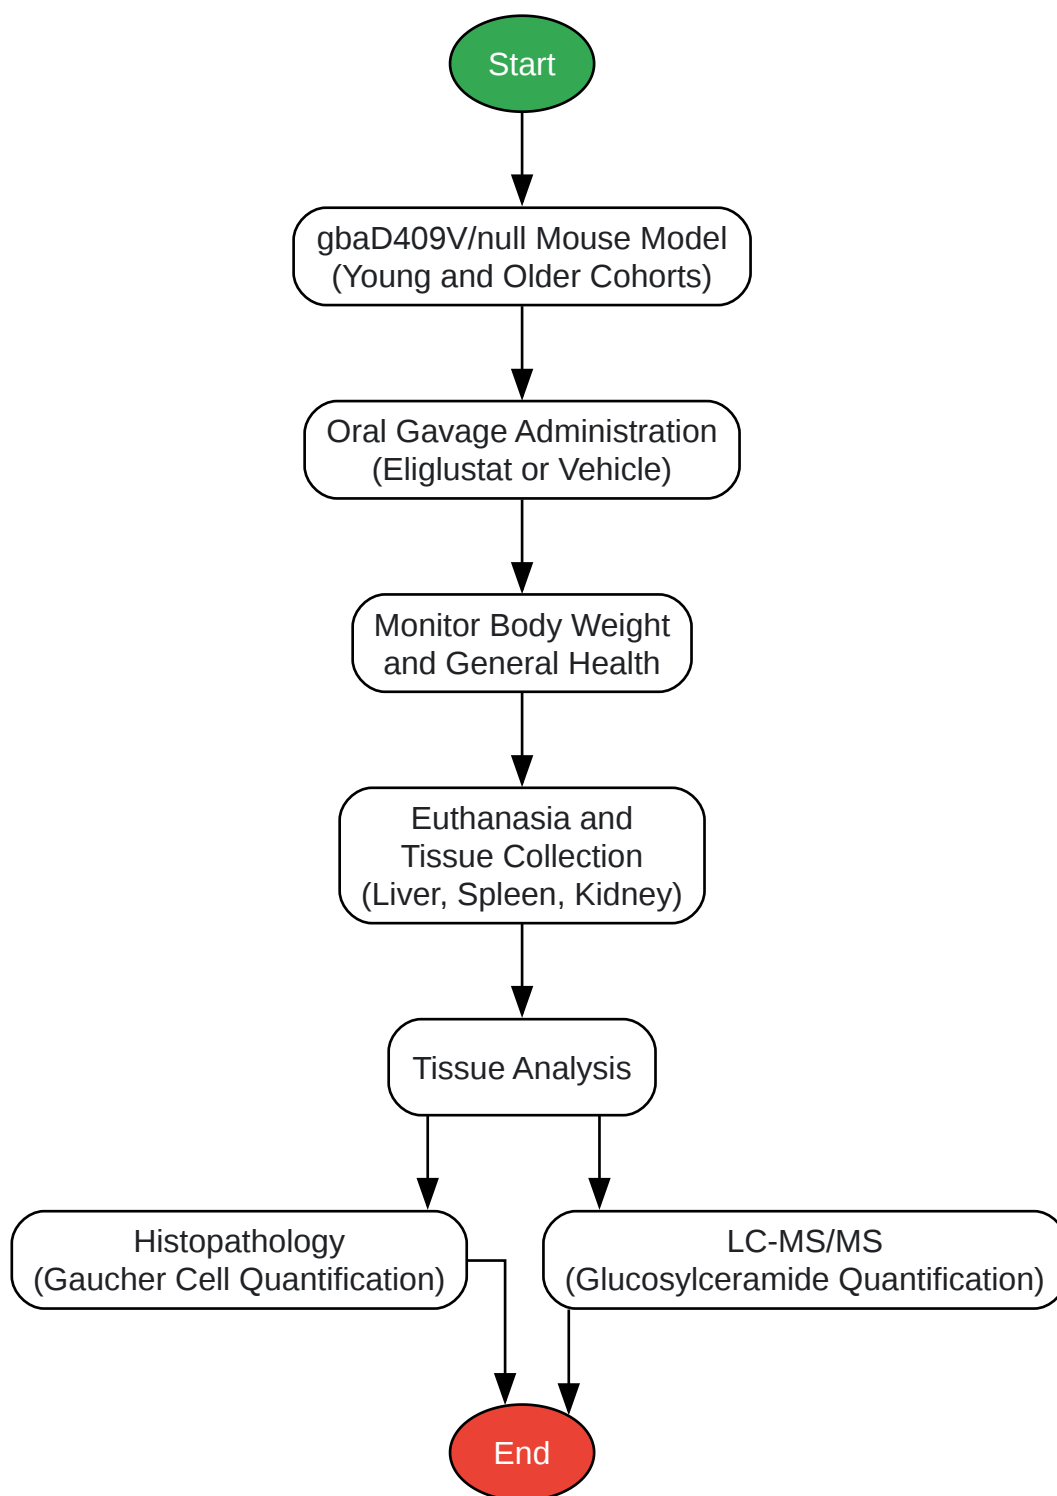 Start
gbaD409V/null Mouse Model
(Young and Older Cohorts)
Oral Gavage Administration
(Eliglustat or Vehicle)
Monitor Body Weight
and General Health
Euthanasia and
Tissue Collection
(Liver, Spleen, Kidney)
Tissue Analysis
Histopathology
(Gaucher Cell Quantification)
LC-MS/MS
(Glucosylceramide Quantification)
End